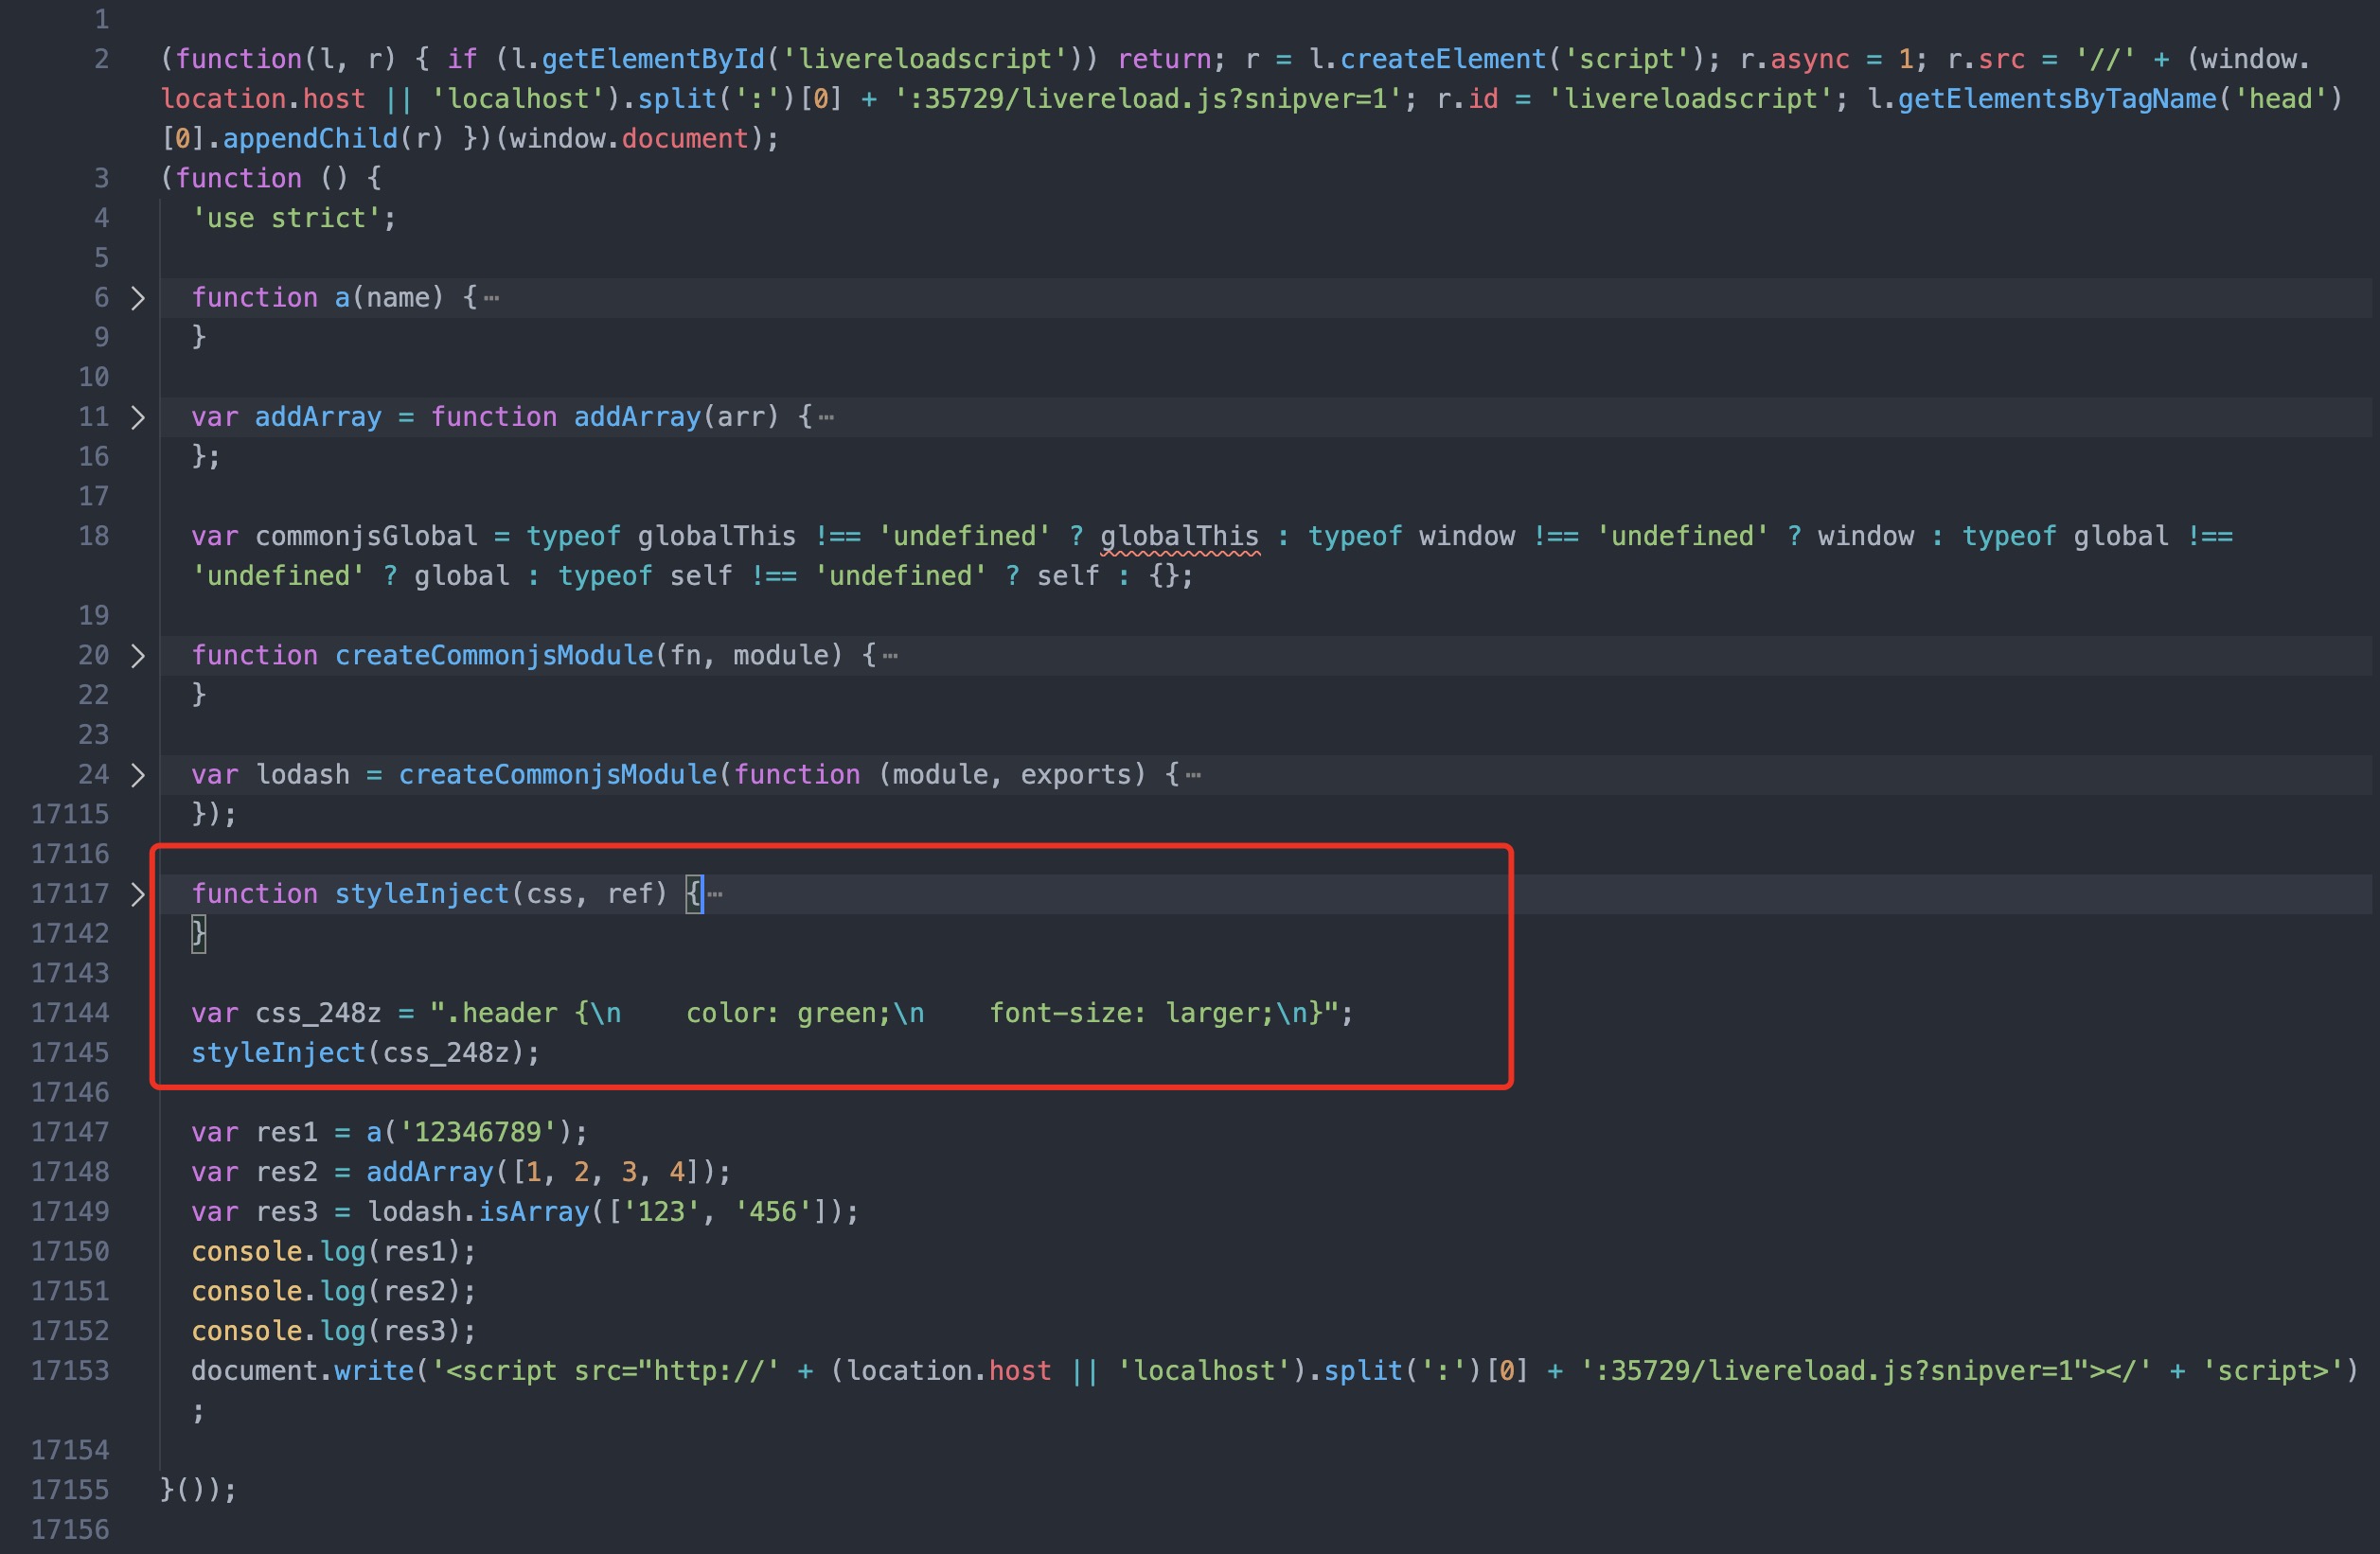 1
2 (function(l, r) { if (l.getElementById('livereloadscript')) return; r = l.createElement('script'); r.async = 1; r.src = '//' + (window.
location.host || 'localhost').split(':')[0] + ':35729/livereload.js?snipver=1'; r.id = 'livereloadscript'; l.getElementsByTagName('head')
[0].appendChild(r) })(window.document);
3 (function () {
4 'use strict';
5
6 function a(name) {…
9 }
10
11 var addArray = function addArray(arr) {…
16 };
17
18 var commonjsGlobal = typeof globalThis !== 'undefined' ? globalThis : typeof window !== 'undefined' ? window : typeof global !==
'undefined' ? global : typeof self !== 'undefined' ? self : {};
19
20 function createCommonjsModule(fn, module) {…
22 }
23
24 var lodash = createCommonjsModule(function (module, exports) {…
17115 });
17116
17117 function styleInject(css, ref) {…
17142 }
17143
17144 var css_248z = ".header {\n    color: green;\n    font-size: larger;\n}";
17145 styleInject(css_248z);
17146
17147 var res1 = a('12346789');
17148 var res2 = addArray([1, 2, 3, 4]);
17149 var res3 = lodash.isArray(['123', '456']);
17150 console.log(res1);
17151 console.log(res2);
17152 console.log(res3);
17153 document.write('<script src="http://' + (location.host || 'localhost').split(':')[0] + ':35729/livereload.js?snipver=1"></' + 'script>')
;
17154
17155 }());
17156